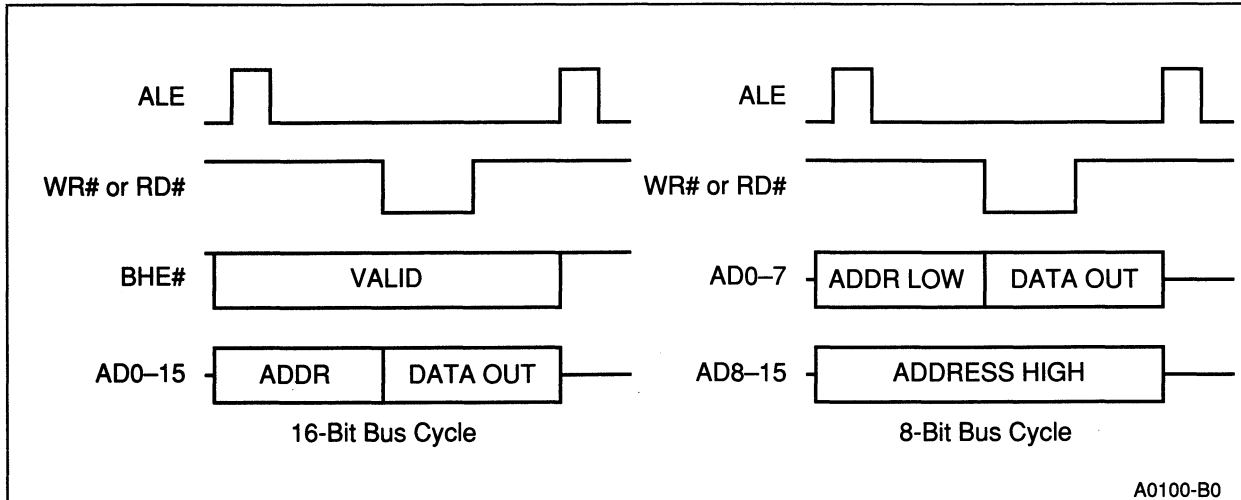 ALE
WR# or RD#
BHE#
VALID
AD0–15
ADDR
DATA OUT
16-Bit Bus Cycle
ALE
WR# or RD#
AD0–7
ADDR LOW
DATA OUT
AD8–15
ADDRESS HIGH
8-Bit Bus Cycle
A0100-B0